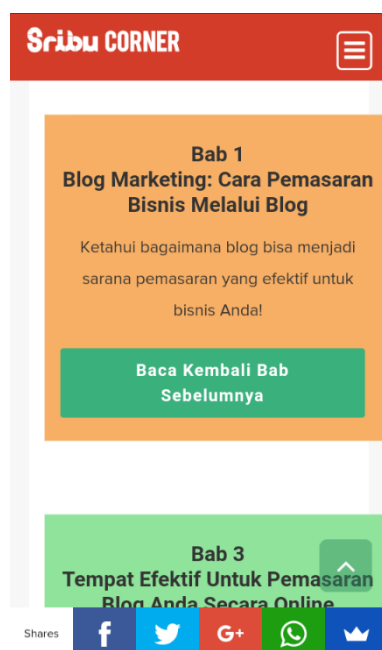 Sribu CORNER
Bab 1
Blog Marketing: Cara Pemasaran
Bisnis Melalui Blog
Ketahui bagaimana blog bisa menjadi
sarana pemasaran yang efektif untuk
bisnis Anda!
Baca Kembali Bab
Sebelumnya
Bab 3
Tempat Efektif Untuk Pemasaran
Blog Anda Secara Online
Shares
f G+